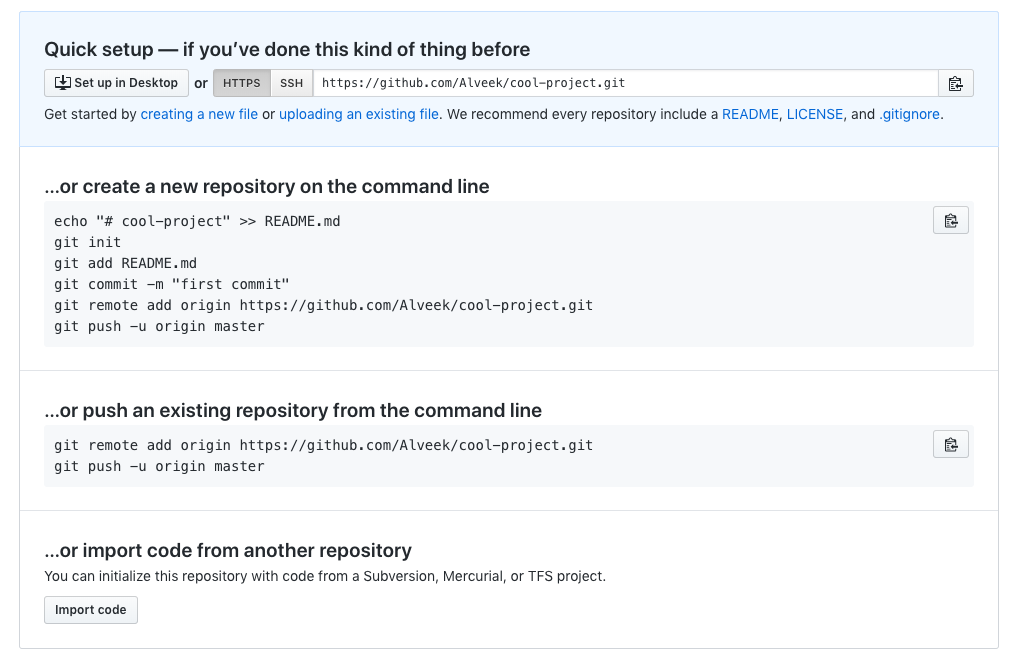 Quick setup — if you’ve done this kind of thing before
Set up in Desktop or HTTPS SSH https://github.com/Alveek/cool-project.git
Get started by creating a new file or uploading an existing file. We recommend every repository include a README, LICENSE, and .gitignore.
...or create a new repository on the command line
echo "# cool-project" >> README.md
git init
git add README.md
git commit -m "first commit"
git remote add origin https://github.com/Alveek/cool-project.git
git push -u origin master
...or push an existing repository from the command line
git remote add origin https://github.com/Alveek/cool-project.git
git push -u origin master
...or import code from another repository
You can initialize this repository with code from a Subversion, Mercurial, or TFS project.
Import code